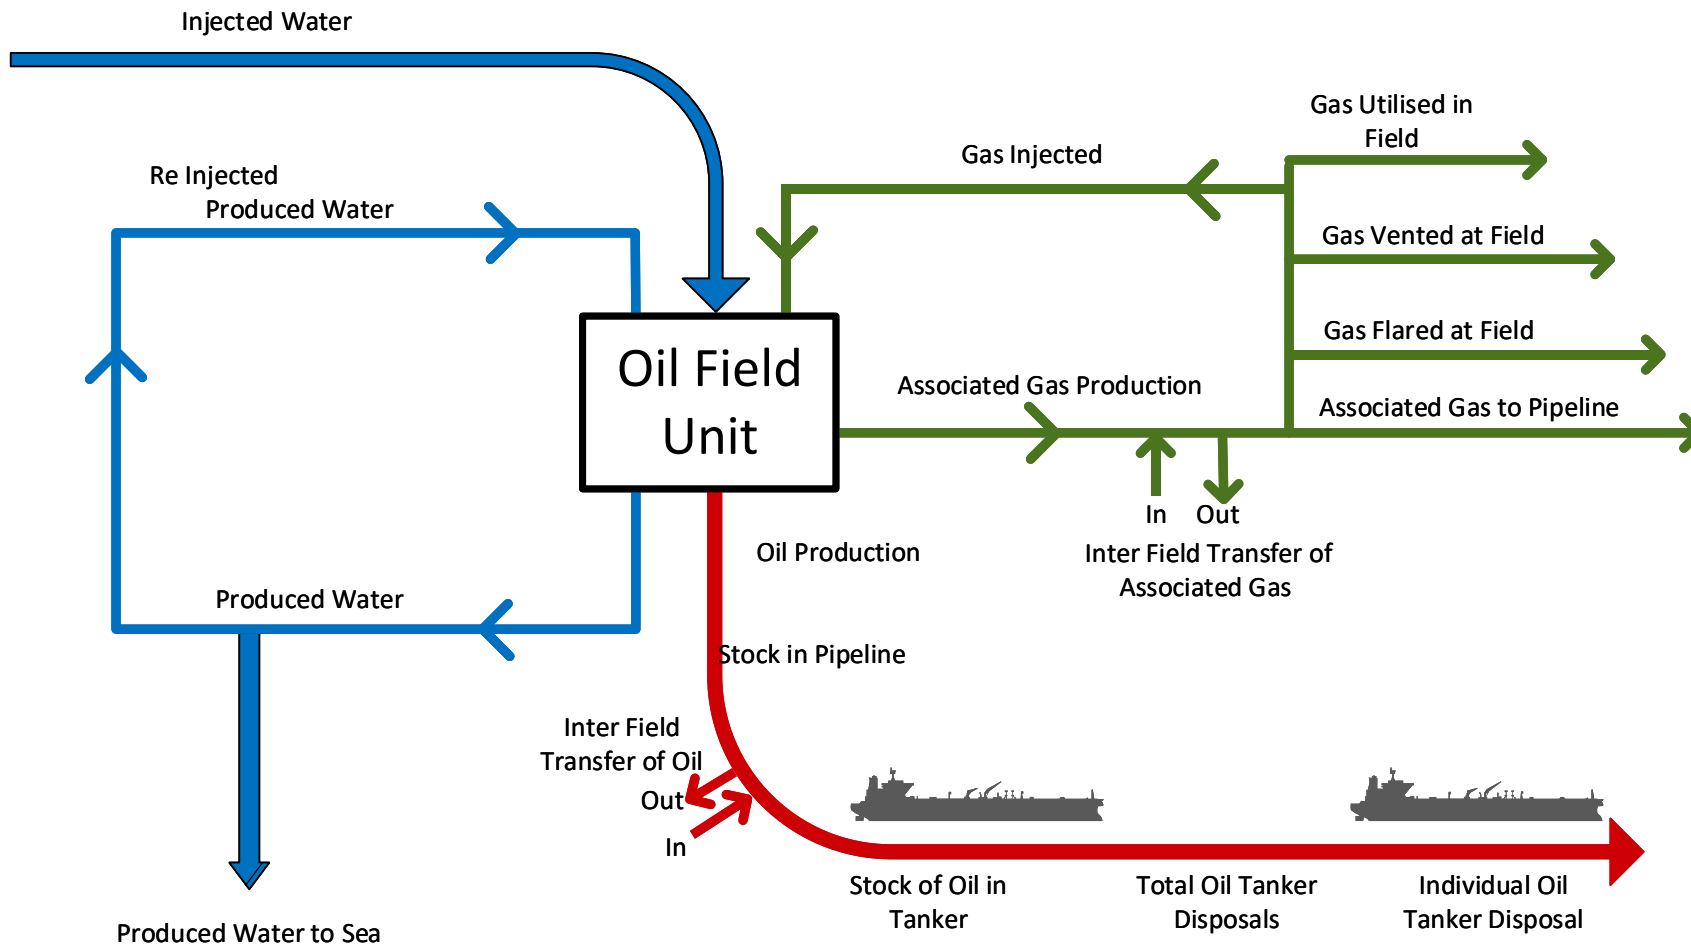 Injected Water
Gas Utilised in
Field
Gas Injected
Re Injected
Produced Water
Gas Vented at Field
Gas Flared at Field
Oil Field
Unit
Associated Gas Production
Associated Gas to Pipeline
In
Out
Inter Field Transfer of
Associated Gas
Oil Production
Produced Water
Stock in Pipeline
Inter Field
Transfer of Oil
Out
In
Stock of Oil in
Tanker
Total Oil Tanker
Disposals
Individual Oil
Tanker Disposal
Produced Water to Sea